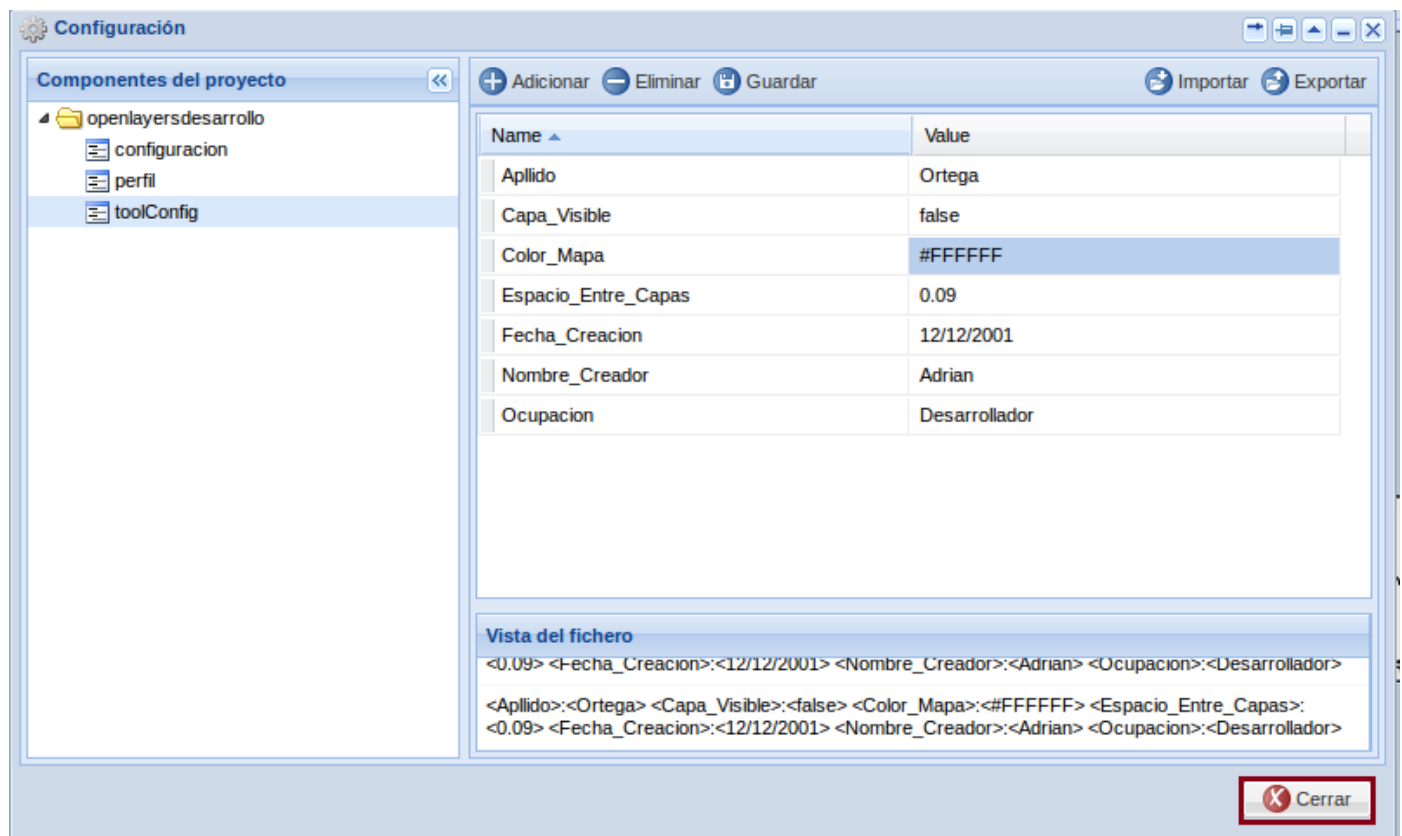 Configuración
Componentes del proyecto
openlayersdesarrollo
configuracion
perfil
toolConfig
Adicionar Eliminar Guardar Importar Exportar
Name Value
Apllido Ortega
Capa_Visible false
Color_Mapa #FFFFFF
Espacio_Entre_Capas 0.09
Fecha_Creacion 12/12/2001
Nombre_Creador Adrian
Ocupacion Desarrollador
Vista del fichero
<0.09> <Fecha_Creacion>:<12/12/2001> <Nombre_Creador>:<Adrian> <Ocupacion>:<Desarrollador>
<Apllido>:<Ortega> <Capa_Visible>:<false> <Color_Mapa>:<#FFFFFF> <Espacio_Entre_Capas>:
<0.09> <Fecha_Creacion>:<12/12/2001> <Nombre_Creador>:<Adrian> <Ocupacion>:<Desarrollador>
Cerrar